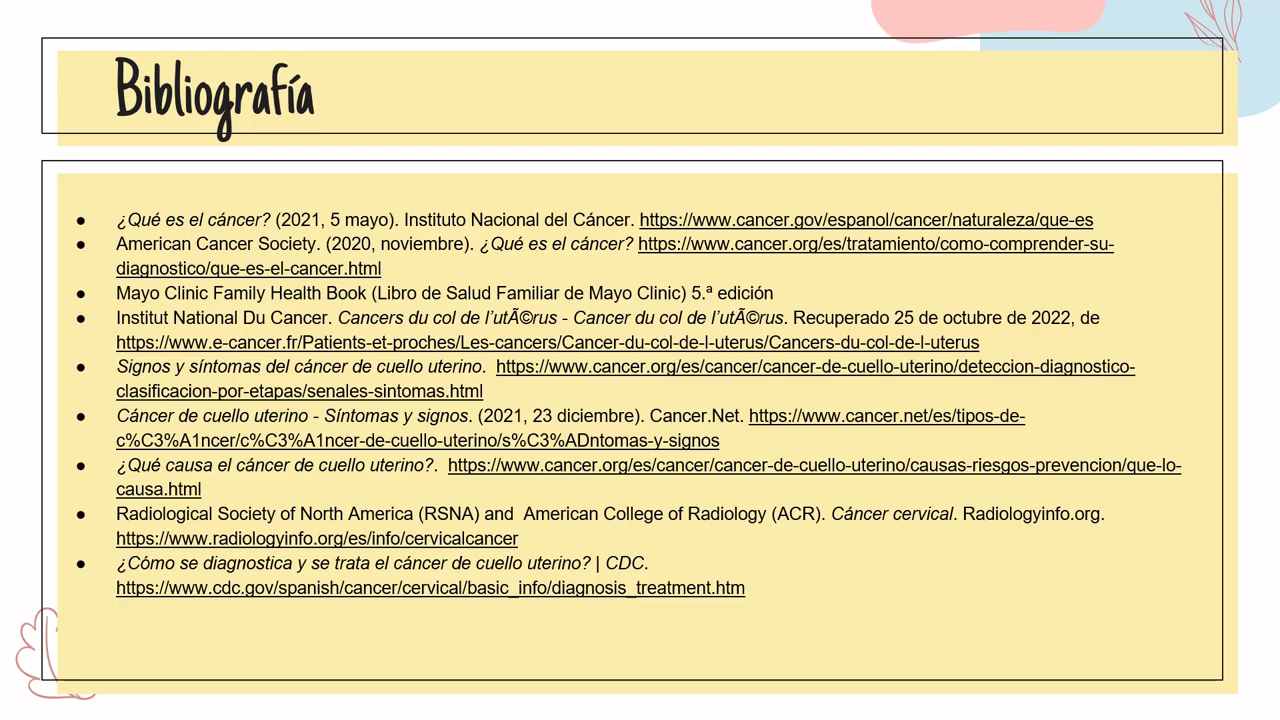 Bibliografía
● ¿Qué es el cáncer? (2021, 5 mayo). Instituto Nacional del Cáncer. https://www.cancer.gov/espanol/cancer/naturaleza/que-es
● American Cancer Society. (2020, noviembre). ¿Qué es el cáncer? https://www.cancer.org/es/tratamiento/como-comprender-su-
diagnostico/que-es-el-cancer.html
● Mayo Clinic Family Health Book (Libro de Salud Familiar de Mayo Clinic) 5.ª edición
● Institut National Du Cancer. Cancers du col de l’utÃ©rus - Cancer du col de l’utÃ©rus. Recuperado 25 de octubre de 2022, de
https://www.e-cancer.fr/Patients-et-proches/Les-cancers/Cancer-du-col-de-l-uterus/Cancers-du-col-de-l-uterus
● Signos y síntomas del cáncer de cuello uterino. https://www.cancer.org/es/cancer/cancer-de-cuello-uterino/deteccion-diagnostico-
clasificacion-por-etapas/senales-sintomas.html
● Cáncer de cuello uterino - Síntomas y signos. (2021, 23 diciembre). Cancer.Net. https://www.cancer.net/es/tipos-de-
c%C3%A1ncer/c%C3%A1ncer-de-cuello-uterino/s%C3%ADntomas-y-signos
● ¿Qué causa el cáncer de cuello uterino?. https://www.cancer.org/es/cancer/cancer-de-cuello-uterino/causas-riesgos-prevencion/que-lo-
causa.html
● Radiological Society of North America (RSNA) and American College of Radiology (ACR). Cáncer cervical. Radiologyinfo.org.
https://www.radiologyinfo.org/es/info/cervicalcancer
● ¿Cómo se diagnostica y se trata el cáncer de cuello uterino? | CDC.
https://www.cdc.gov/spanish/cancer/cervical/basic_info/diagnosis_treatment.htm